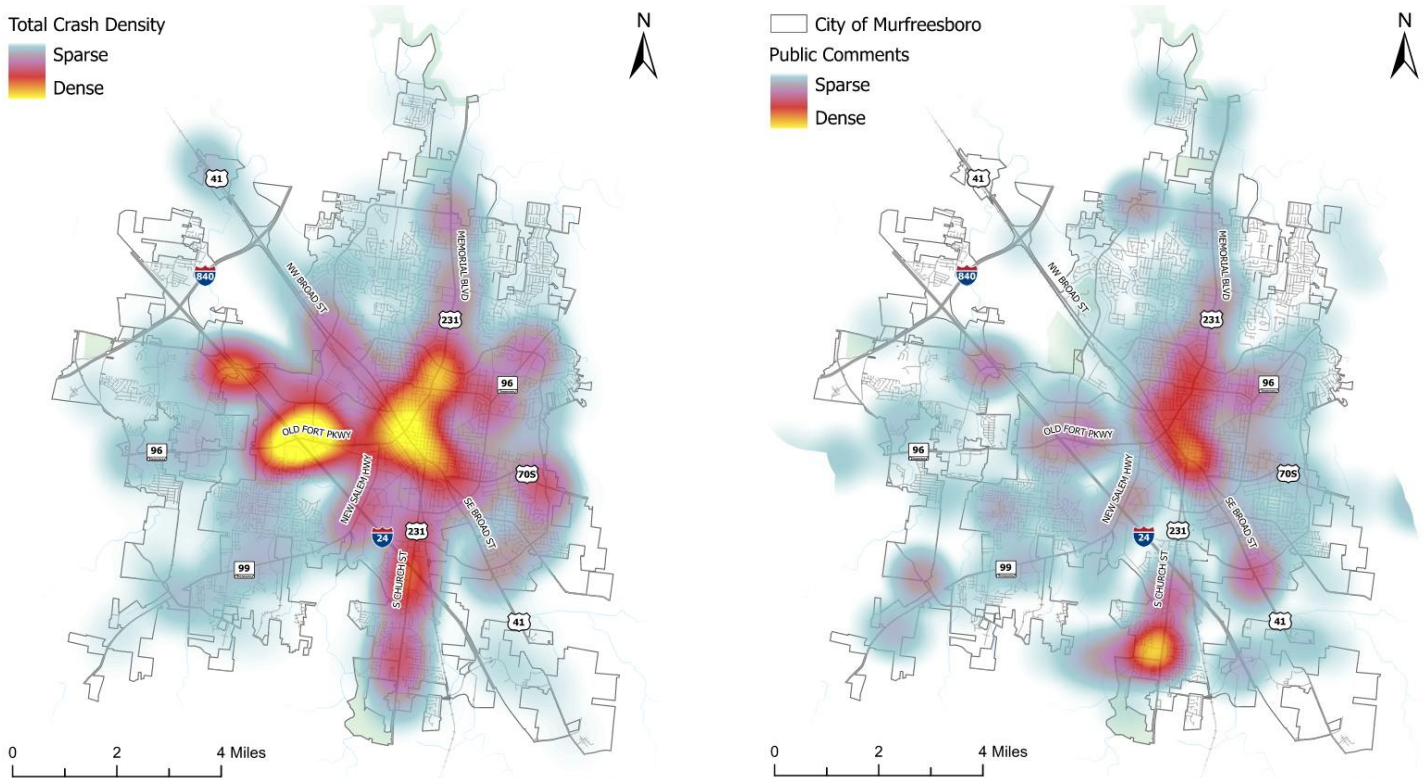 Total Crash Density
Sparse
Dense
N
41
840
NW BROAD ST
MEMORIAL BLVD
231
96
OLD FORT PKWY
96
NEW SALEM HWY
70S
SE BROAD ST
231
24
99
S CHURCH ST
41
0 2 4 Miles
City of Murfreesboro
Public Comments
Sparse
Dense
N
41
840
NW BROAD ST
MEMORIAL BLVD
231
96
OLD FORT PKWY
96
NEW SALEM HWY
70S
SE BROAD ST
231
24
99
S CHURCH ST
41
0 2 4 Miles